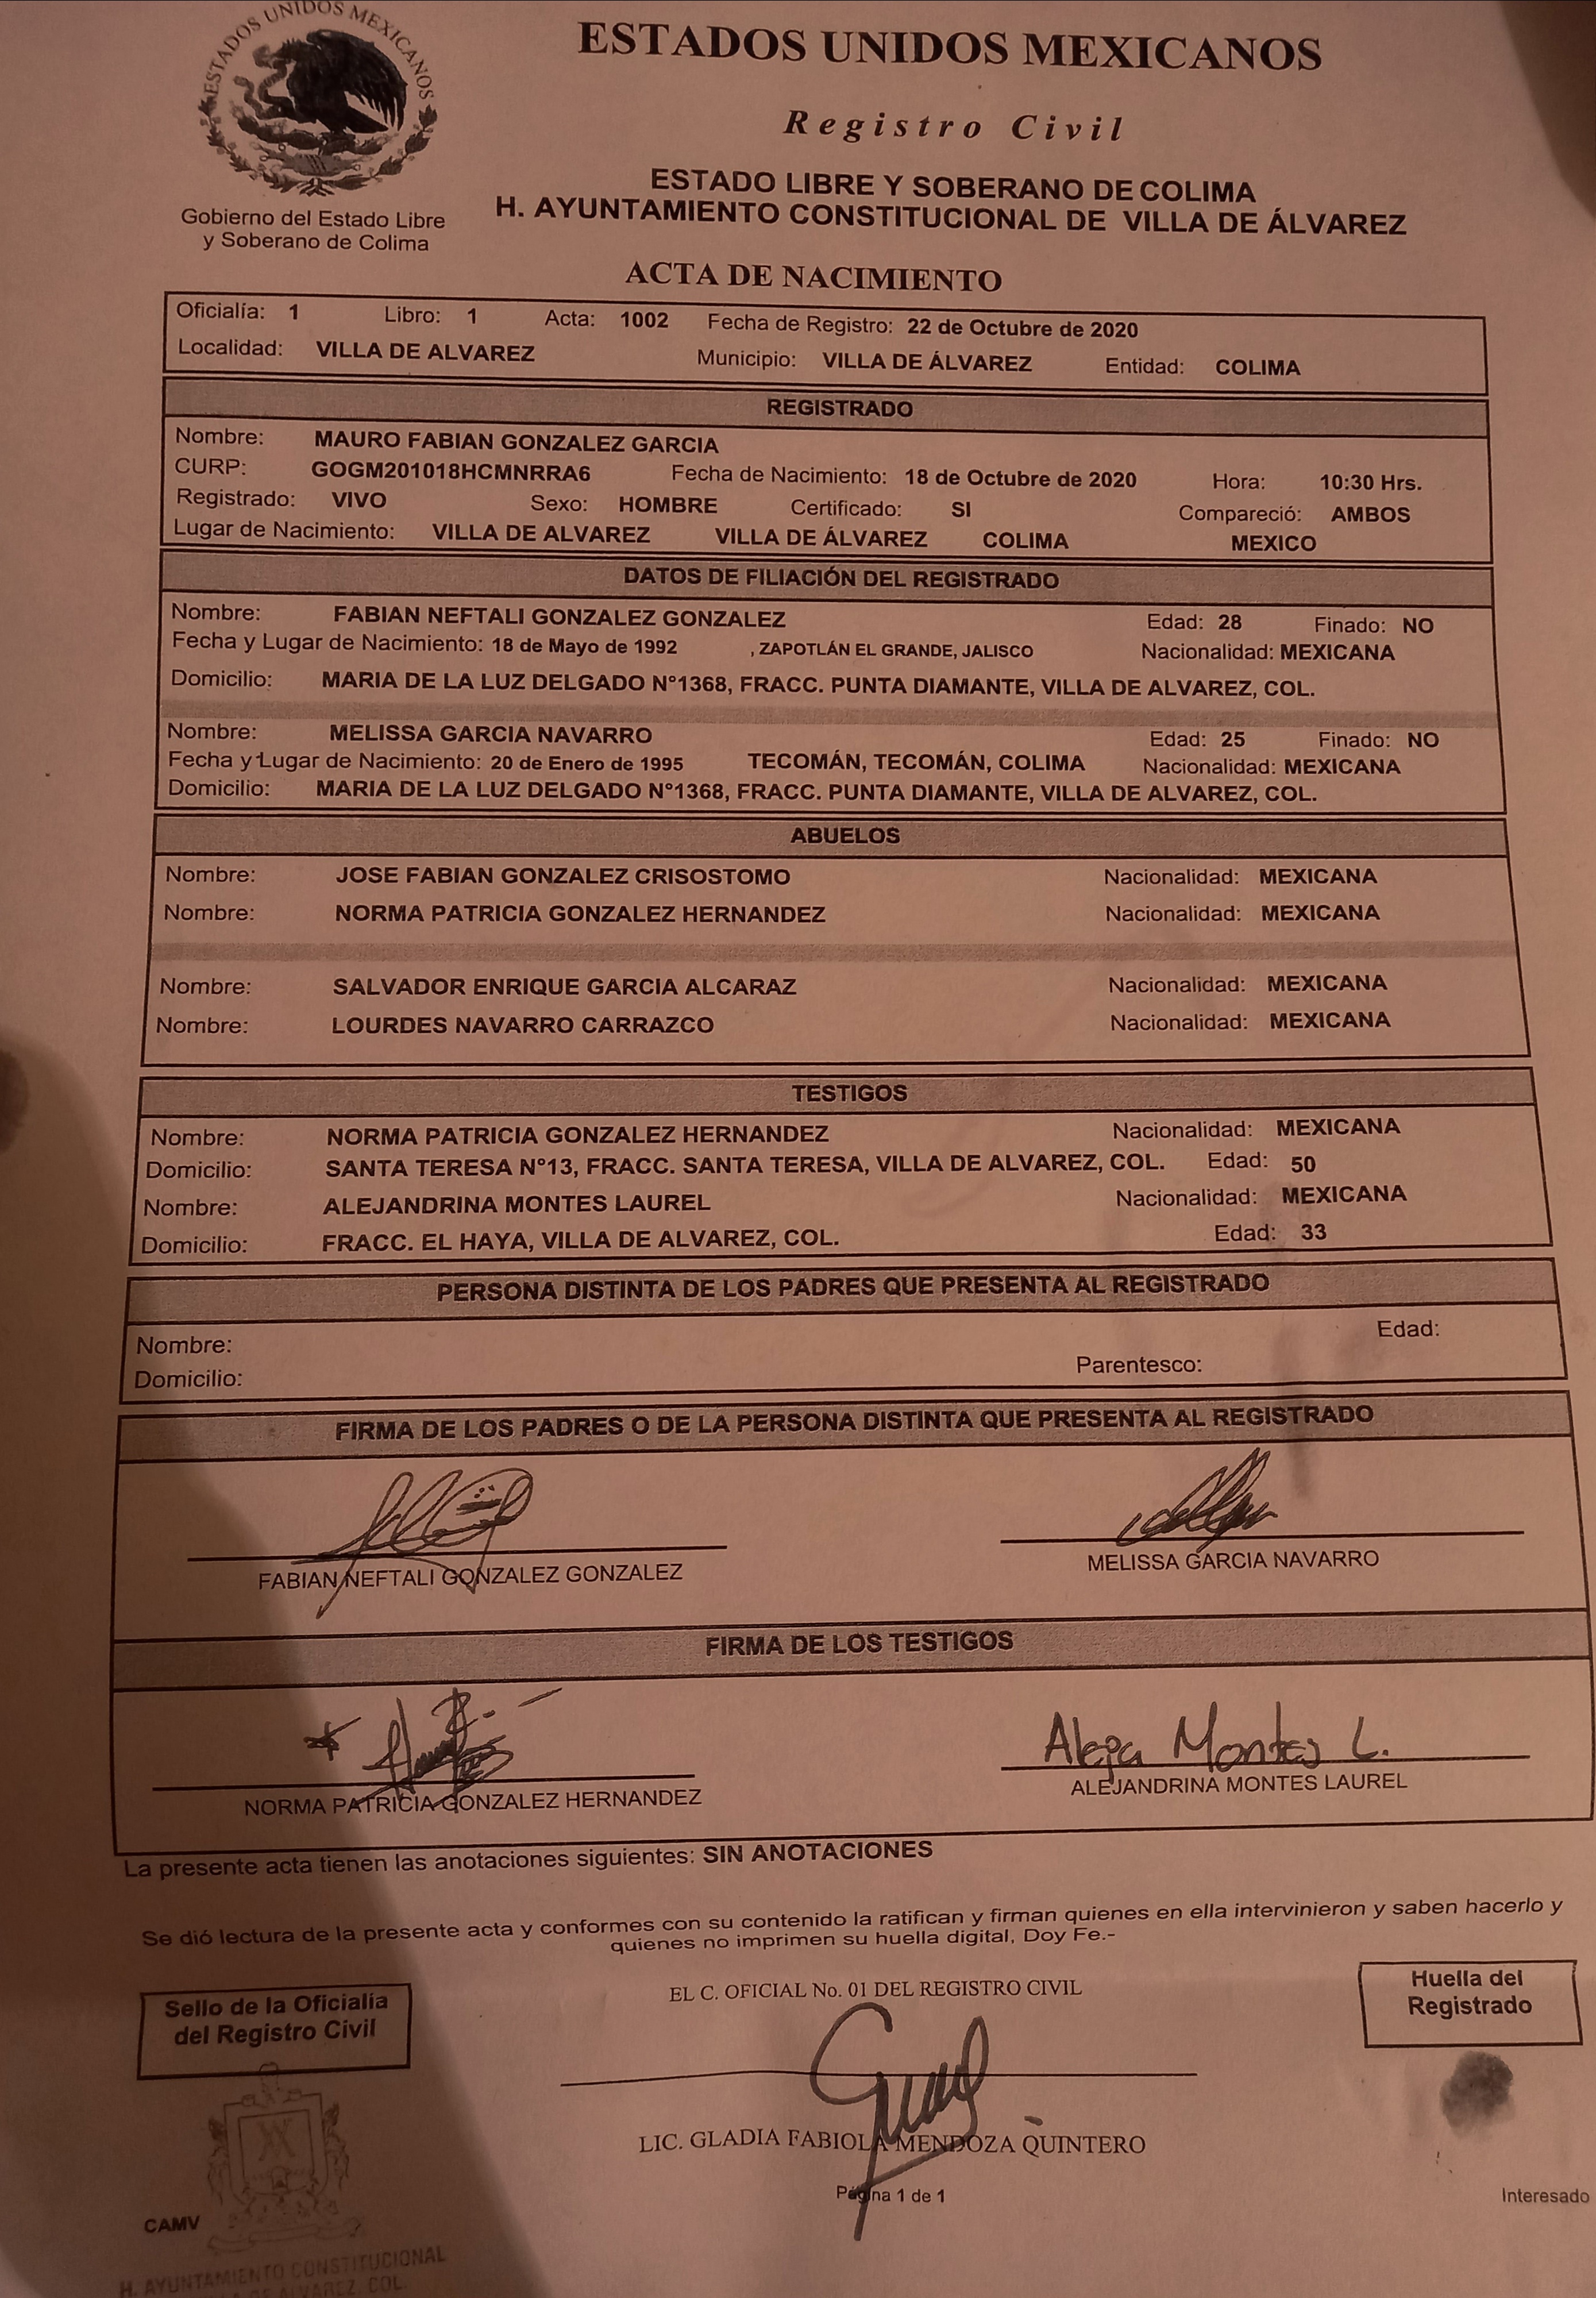 ESTADOS UNIDOS MEXICANOS
ESTADOS UNIDOS MEXICANOS
Registro Civil
ESTADO LIBRE Y SOBERANO DE COLIMA
H. AYUNTAMIENTO CONSTITUCIONAL DE VILLA DE ÁLVAREZ
Gobierno del Estado Libre
y Soberano de Colima
ACTA DE NACIMIENTO
Oficialía: 1 Libro: 1 Acta: 1002 Fecha de Registro: 22 de Octubre de 2020
Localidad: VILLA DE ALVAREZ Municipio: VILLA DE ÁLVAREZ Entidad: COLIMA
REGISTRADO
Nombre: MAURO FABIAN GONZALEZ GARCIA
CURP: GOGM201018HCMNRRA6 Fecha de Nacimiento: 18 de Octubre de 2020 Hora: 10:30 Hrs.
Registrado: VIVO Sexo: HOMBRE Certificado: SI Compareció: AMBOS
Lugar de Nacimiento: VILLA DE ALVAREZ VILLA DE ÁLVAREZ COLIMA MEXICO
DATOS DE FILIACIÓN DEL REGISTRADO
Nombre: FABIAN NEFTALI GONZALEZ GONZALEZ Edad: 28 Finado: NO
Fecha y Lugar de Nacimiento: 18 de Mayo de 1992 , ZAPOTLÁN EL GRANDE, JALISCO Nacionalidad: MEXICANA
Domicilio: MARIA DE LA LUZ DELGADO N°1368, FRACC. PUNTA DIAMANTE, VILLA DE ALVAREZ, COL.
Nombre: MELISSA GARCIA NAVARRO Edad: 25 Finado: NO
Fecha y Lugar de Nacimiento: 20 de Enero de 1995 TECOMÁN, TECOMÁN, COLIMA Nacionalidad: MEXICANA
Domicilio: MARIA DE LA LUZ DELGADO N°1368, FRACC. PUNTA DIAMANTE, VILLA DE ALVAREZ, COL.
ABUELOS
Nombre: JOSE FABIAN GONZALEZ CRISOSTOMO Nacionalidad: MEXICANA
Nombre: NORMA PATRICIA GONZALEZ HERNANDEZ Nacionalidad: MEXICANA
Nombre: SALVADOR ENRIQUE GARCIA ALCARAZ Nacionalidad: MEXICANA
Nombre: LOURDES NAVARRO CARRAZCO Nacionalidad: MEXICANA
TESTIGOS
Nombre: NORMA PATRICIA GONZALEZ HERNANDEZ Nacionalidad: MEXICANA
Domicilio: SANTA TERESA N°13, FRACC. SANTA TERESA, VILLA DE ALVAREZ, COL. Edad: 50
Nombre: ALEJANDRINA MONTES LAUREL Nacionalidad: MEXICANA
Domicilio: FRACC. EL HAYA, VILLA DE ALVAREZ, COL. Edad: 33
PERSONA DISTINTA DE LOS PADRES QUE PRESENTA AL REGISTRADO
Nombre: Edad:
Domicilio: Parentesco:
FIRMA DE LOS PADRES O DE LA PERSONA DISTINTA QUE PRESENTA AL REGISTRADO
FABIAN NEFTALI GONZALEZ GONZALEZ MELISSA GARCIA NAVARRO
FIRMA DE LOS TESTIGOS
Aleja Montes L.
NORMA PATRICIA GONZALEZ HERNANDEZ ALEJANDRINA MONTES LAUREL
La presente acta tienen las anotaciones siguientes: SIN ANOTACIONES
Se dió lectura de la presente acta y conformes con su contenido la ratifican y firman quienes en ella intervinieron y saben hacerlo y
quienes no imprimen su huella digital, Doy Fe.-
Sello de la Oficialía
del Registro Civil
EL C. OFICIAL No. 01 DEL REGISTRO CIVIL
Huella del
Registrado
LIC. GLADIA FABIOLA MENDOZA QUINTERO
Página 1 de 1
Interesado
CAMV
H. AYUNTAMIENTO CONSTITUCIONAL
DE ALVAREZ, COL.